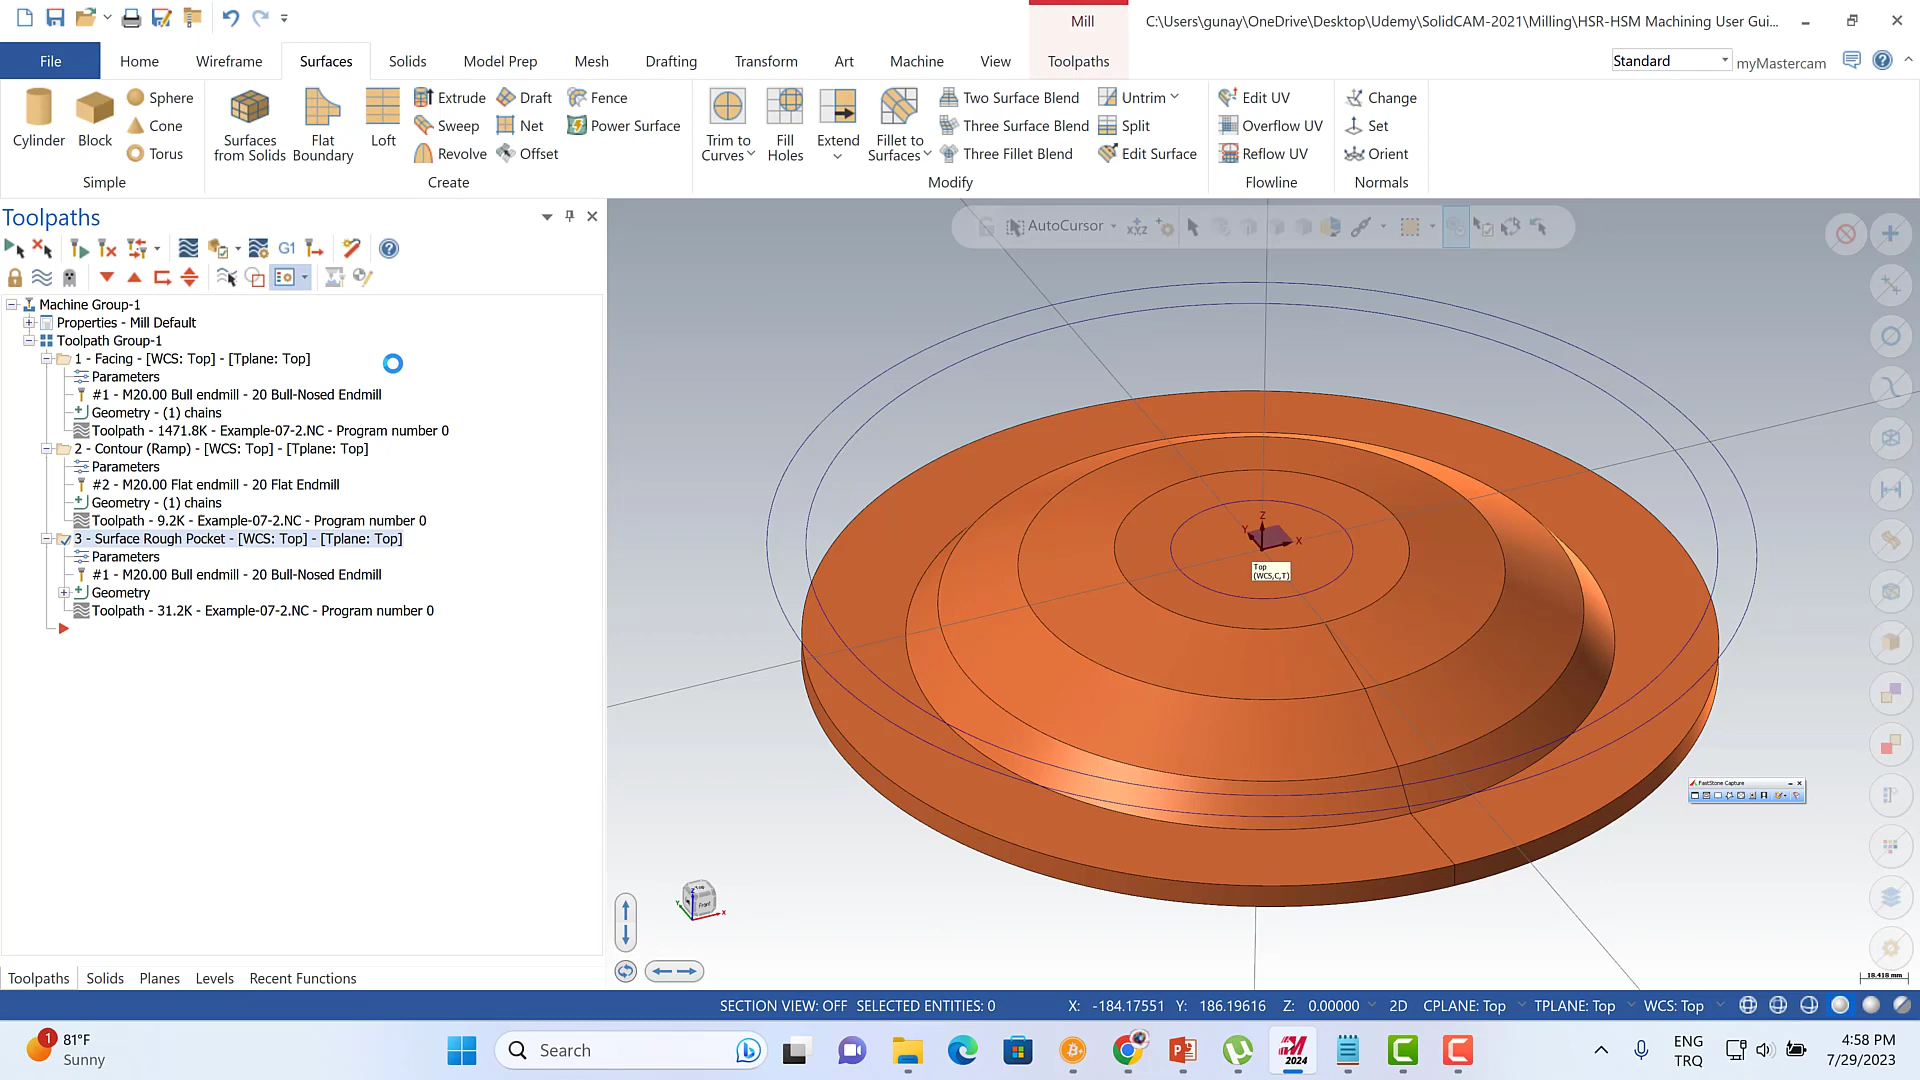 Mill
C:\Users\gunay\OneDrive\Desktop\Udemy\SolidCAM-2021\Milling\HSR-HSM Machining User Gui...
File
Home
Wireframe
Surfaces
Solids
Model Prep
Mesh
Drafting
Transform
Art
Machine
View
Toolpaths
Standard
myMastercam
Cylinder
Block
Sphere
Cone
Torus
Simple
Surfaces from Solids
Flat Boundary
Loft
Extrude
Sweep
Revolve
Draft
Net
Offset
Fence
Power Surface
Create
Trim to Curves
Fill Holes
Extend
Fillet to Surfaces
Two Surface Blend
Three Surface Blend
Three Fillet Blend
Untrim
Split
Edit Surface
Modify
Edit UV
Overflow UV
Reflow UV
Flowline
Change
Set
Orient
Normals
Toolpaths
G1
AutoCursor
XYZ
Machine Group-1
Properties - Mill Default
Toolpath Group-1
1 - Facing - [WCS: Top] - [Tplane: Top]
Parameters
#1 - M20.00 Bull endmill - 20 Bull-Nosed Endmill
Geometry - (1) chains
Toolpath - 1471.8K - Example-07-2.NC - Program number 0
2 - Contour (Ramp) - [WCS: Top] - [Tplane: Top]
Parameters
#2 - M20.00 Flat endmill - 20 Flat Endmill
Geometry - (1) chains
Toolpath - 9.2K - Example-07-2.NC - Program number 0
3 - Surface Rough Pocket - [WCS: Top] - [Tplane: Top]
Parameters
#1 - M20.00 Bull endmill - 20 Bull-Nosed Endmill
Geometry
Toolpath - 31.2K - Example-07-2.NC - Program number 0
Z
Y
X
Top
(WCS,C,T)
FastStone Capture
Front
18.418 mm
Toolpaths
Solids
Planes
Levels
Recent Functions
SECTION VIEW: OFF SELECTED ENTITIES: 0
X: -184.17551 Y: 186.19616 Z: 0.00000
2D
CPLANE: Top
TPLANE: Top
WCS: Top
1
81°F
Sunny
Search
2024
ENG
TRQ
4:58 PM
7/29/2023